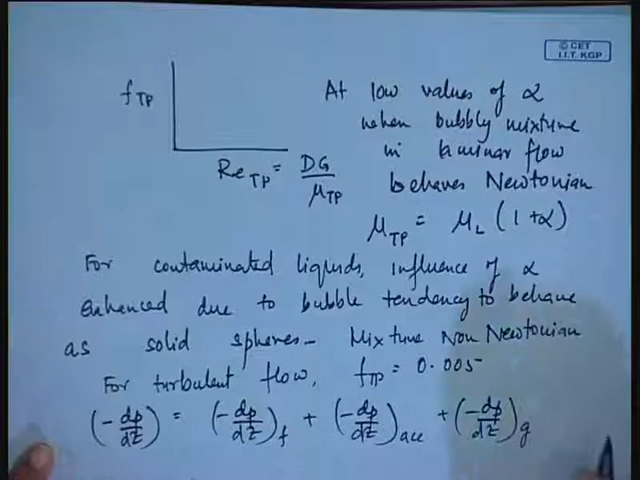 © CET
I.I.T. KGP
f_TP
Re_TP = DG/μ_TP
At low values of α
when bubbly mixture
in laminar flow
behaves Newtonian
μ_TP = μ_L (1+α)
For contaminated liquids, influence of α
enhanced due to bubble tendency to behave
as solid spheres - Mixture Non Newtonian
For turbulent flow, f_TP = 0.005
(-dp/dz) = (-dp/dz)_f + (-dp/dz)_acc + (-dp/dz)_g